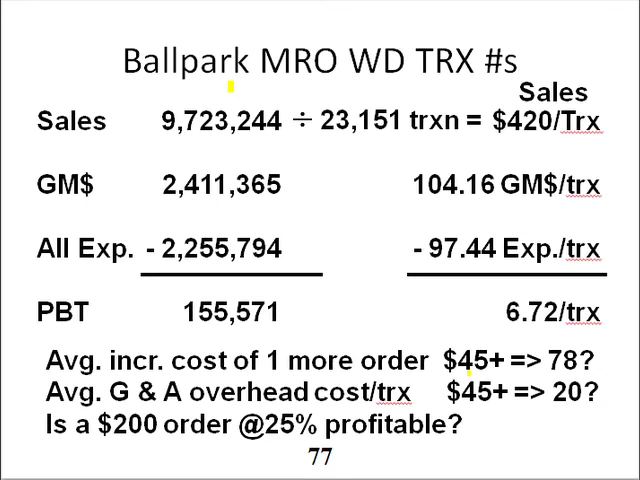 Ballpark MRO WD TRX #s
Sales
Sales 9,723,244 ÷ 23,151 trxn = $420/Trx
GM$ 2,411,365 104.16 GM$/trx
All Exp. - 2,255,794 - 97.44 Exp./trx
PBT 155,571 6.72/trx
Avg. incr. cost of 1 more order $45+ => 78?
Avg. G & A overhead cost/trx $45+ => 20?
Is a $200 order @25% profitable?
77